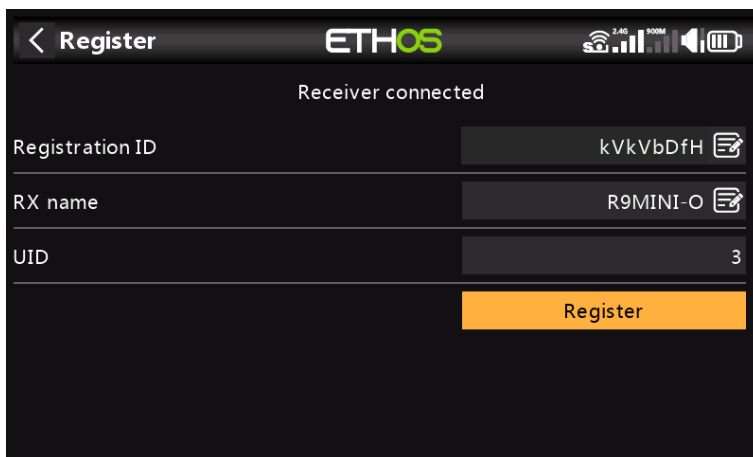 Register ETHOS 2.4G 900M
Receiver connected
Registration ID kVkVbDfH
RX name R9MINI-O
UID 3
Register